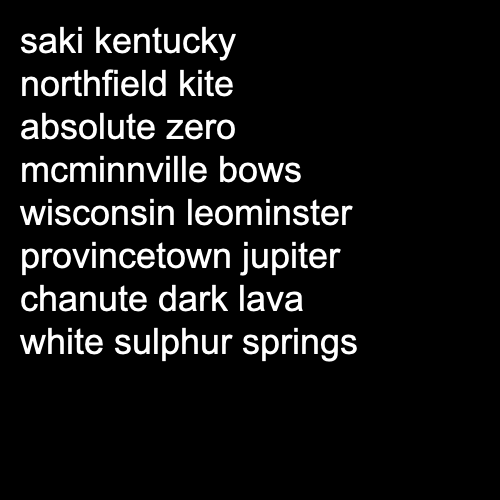 saki kentucky
northfield kite
absolute zero
mcminnville bows
wisconsin leominster
provincetown jupiter
chanute dark lava
white sulphur springs